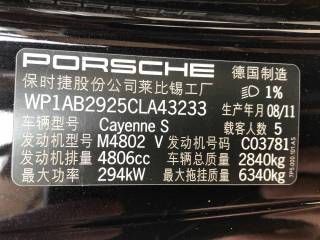 PORSCHE 德国制造
保时捷股份公司莱比锡工厂 1%
WP1AB2925CLA43233 生产年月 08/11
车辆型号 Cayenne S 载客人数 5
发动机型号 M4802 V 发动机号码 C03781
发动机排量 4806cc 最大总质量 2840kg
最大功率 294kW 最大拖挂质量 6340kg